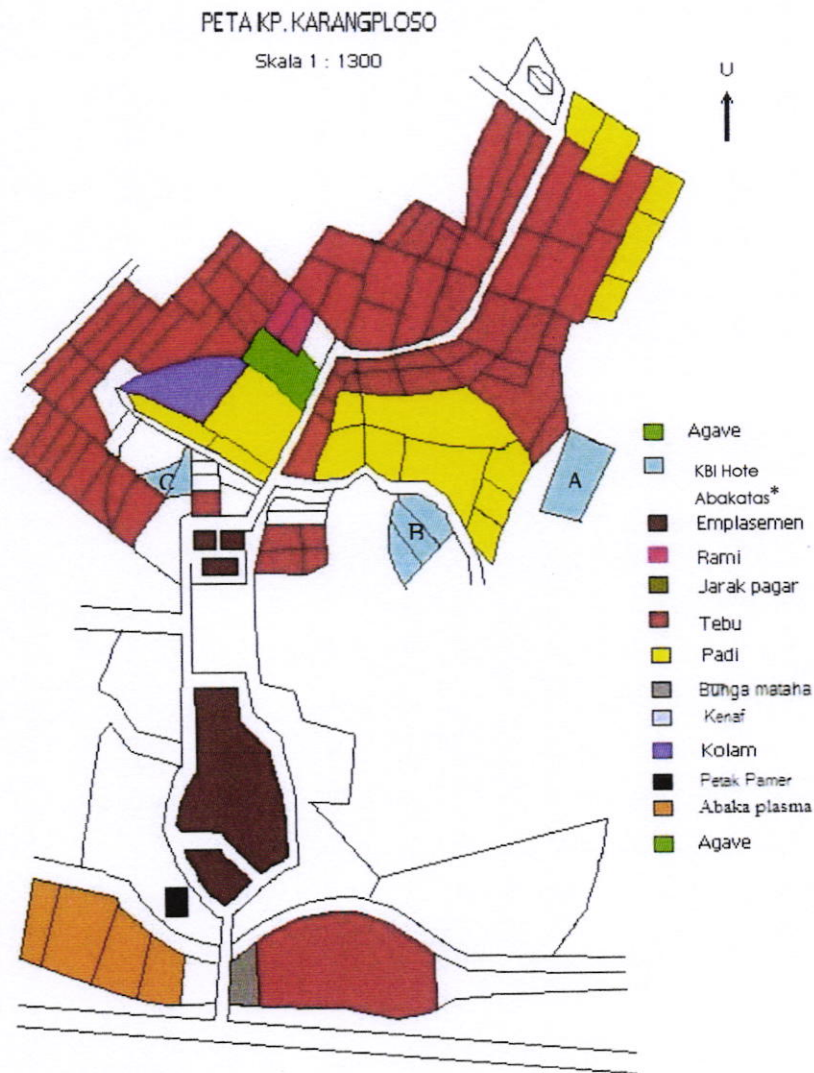 PETA KP. KARANGPLOSO
Skala 1 : 1300
U
A
B
C
Agave
KBI Hote
Abakatas*
Emplasemen
Rami
Jarak pagar
Tebu
Padi
Bunga mataha
Kenaf
Kolam
Petak Pamer
Abaka plasma
Agave